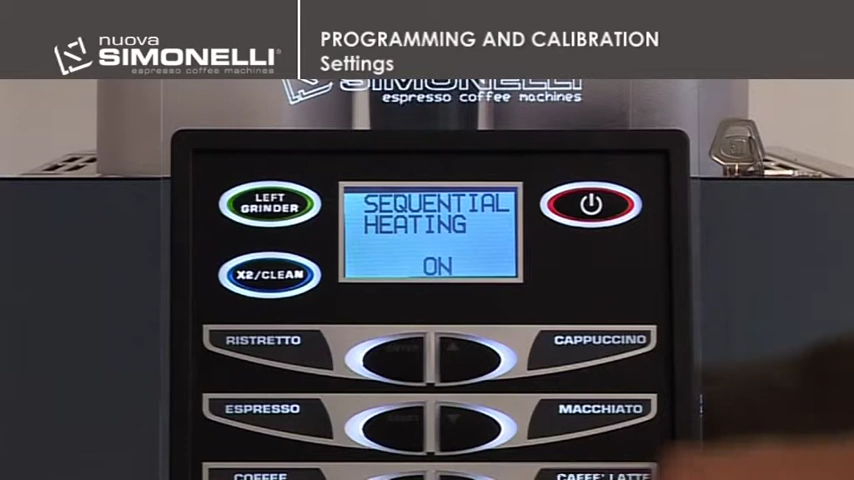 nuova
SIMONELLI®
espresso coffee machines
PROGRAMMING AND CALIBRATION
Settings
SIMONELLI
espresso coffee machines
LEFT
GRINDER
SEQUENTIAL
HEATING
ON
X2/CLEAN
RISTRETTO
CAPPUCCINO
ESPRESSO
MACCHIATO
COFFEE
CAFFE' LATTE